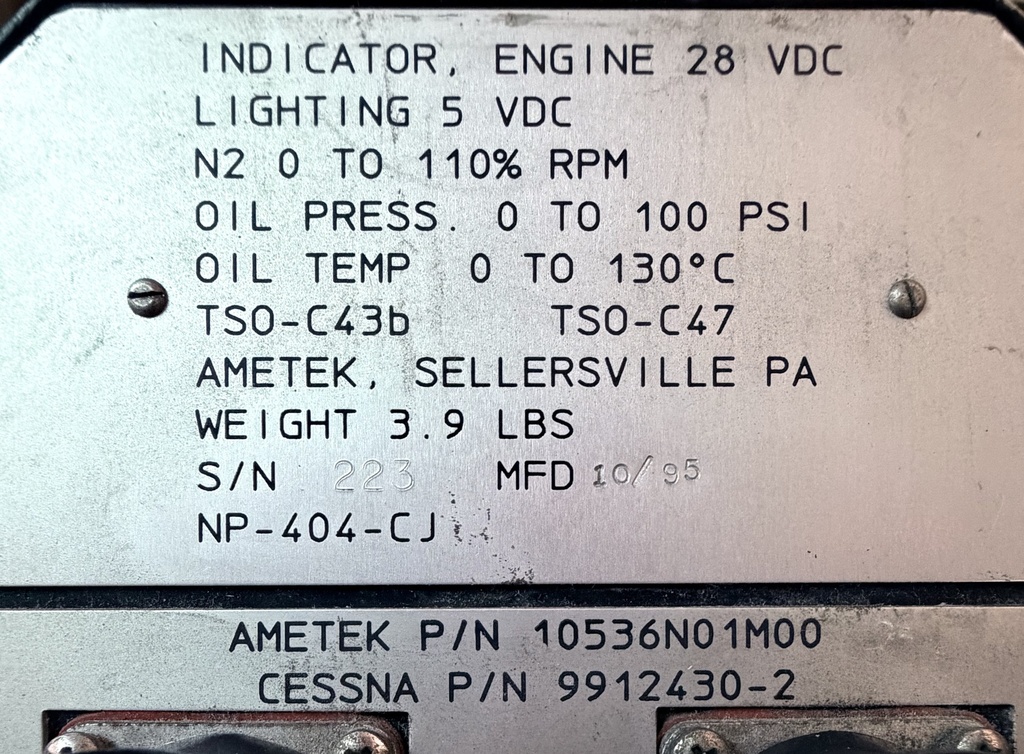 INDICATOR, ENGINE 28 VDC
LIGHTING 5 VDC
N2 0 TO 110% RPM
OIL PRESS. 0 TO 100 PSI
OIL TEMP 0 TO 130°C
TSO-C43b TSO-C47
AMETEK, SELLERSVILLE PA
WEIGHT 3.9 LBS
S/N 223 MFD 10/95
NP-404-CJ
AMETEK P/N 10536N01M00
CESSNA P/N 9912430-2